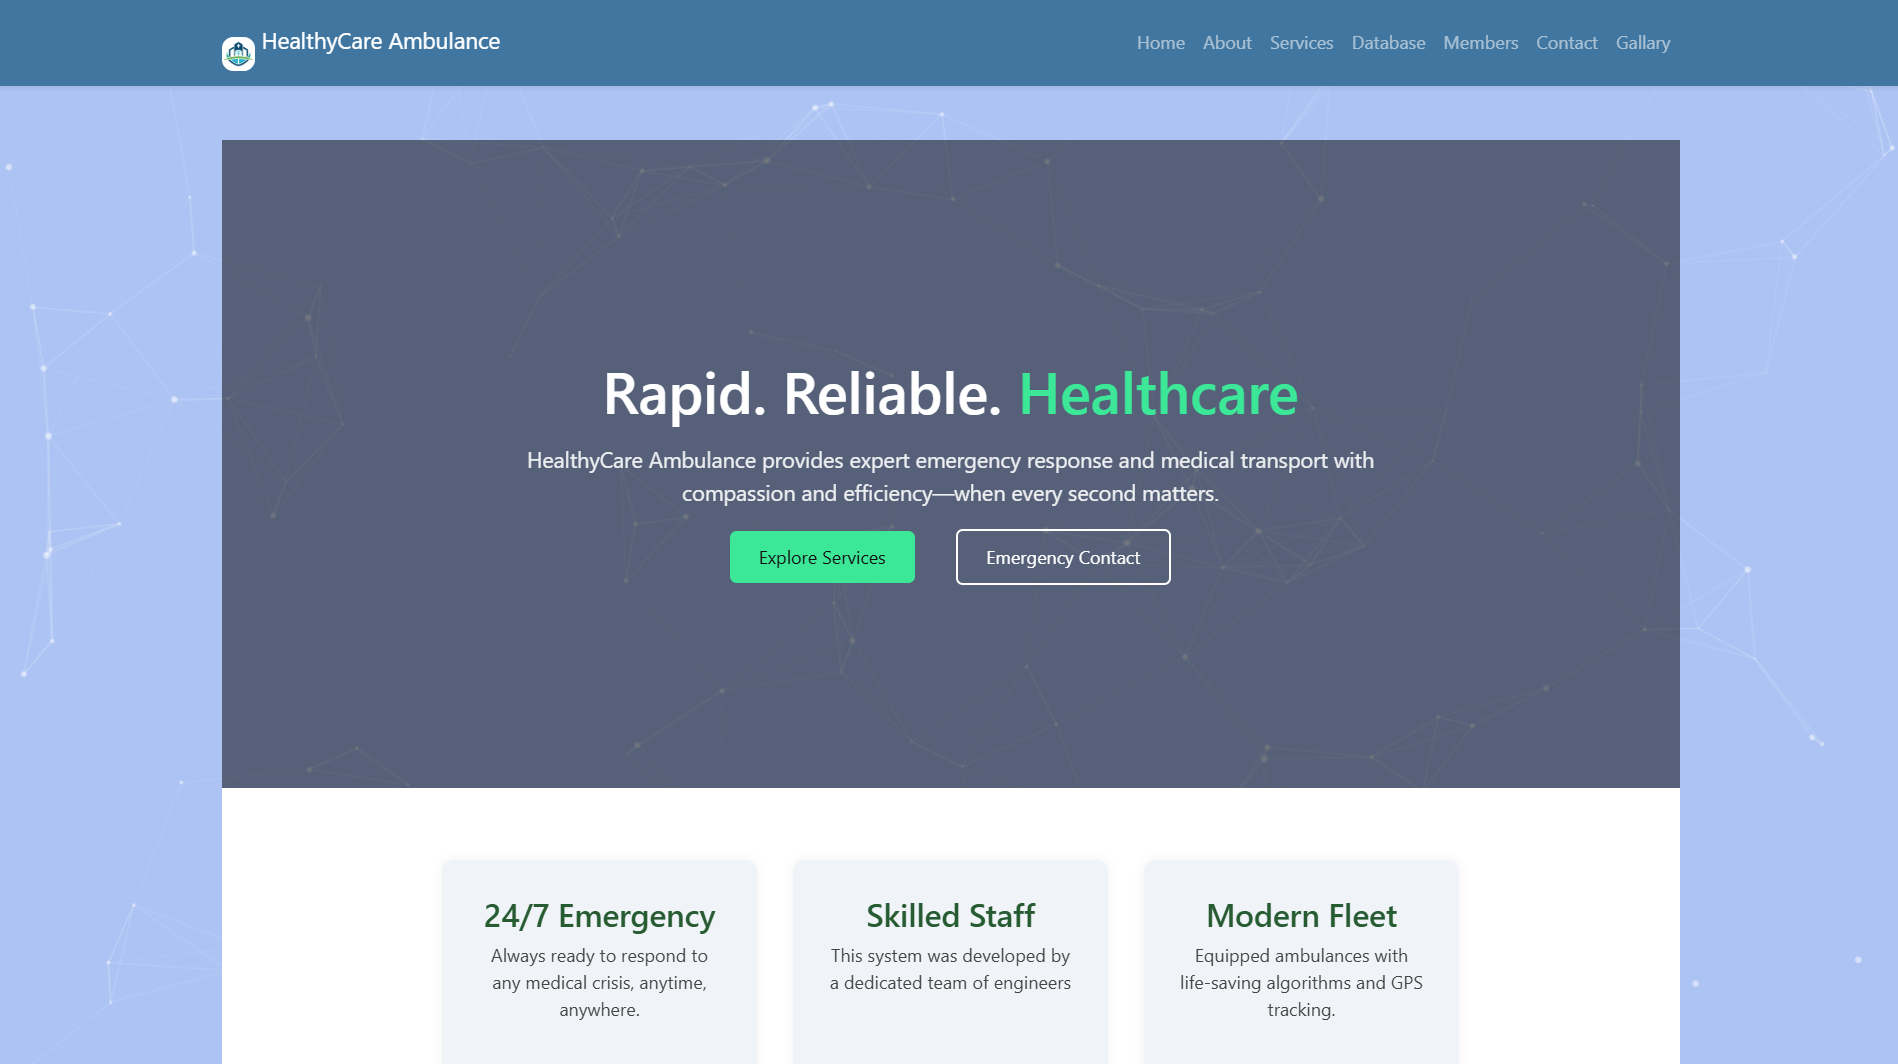 HealthyCare Ambulance
Home About Services Database Members Contact Gallary
Rapid. Reliable. Healthcare
HealthyCare Ambulance provides expert emergency response and medical transport with
compassion and efficiency—when every second matters.
Explore Services
Emergency Contact
24/7 Emergency
Always ready to respond to
any medical crisis, anytime,
anywhere.
Skilled Staff
This system was developed by
a dedicated team of engineers
Modern Fleet
Equipped ambulances with
life-saving algorithms and GPS
tracking.